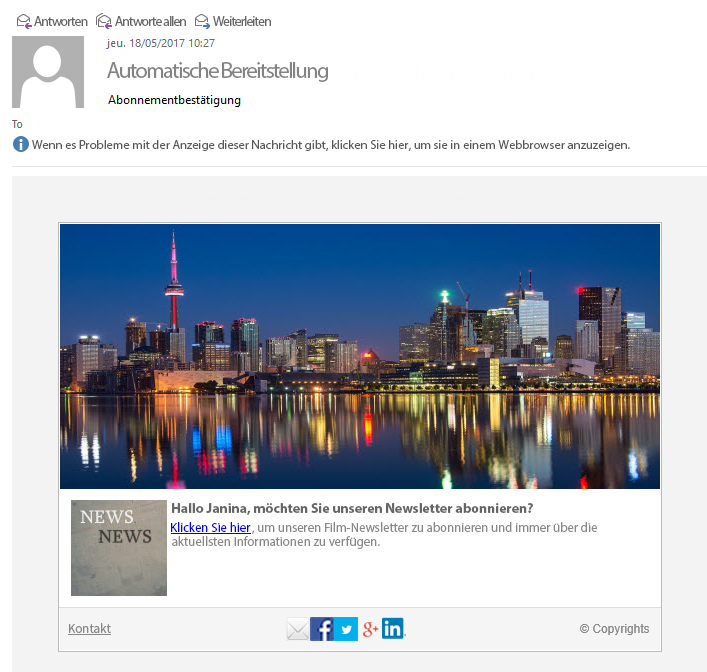 Antworten Antworte allen Weiterleiten
jeu. 18/05/2017 10:27
Automatische Bereitstellung
Abonnementbestätigung
To
Wenn es Probleme mit der Anzeige dieser Nachricht gibt, klicken Sie hier, um sie in einem Webbrowser anzuzeigen.
NEWS
NEWS
Hallo Janina, möchten Sie unseren Newsletter abonnieren?
Klicken Sie hier, um unseren Film-Newsletter zu abonnieren und immer über die
aktuellsten Informationen zu verfügen.
Kontakt
f g+ in
© Copyrights